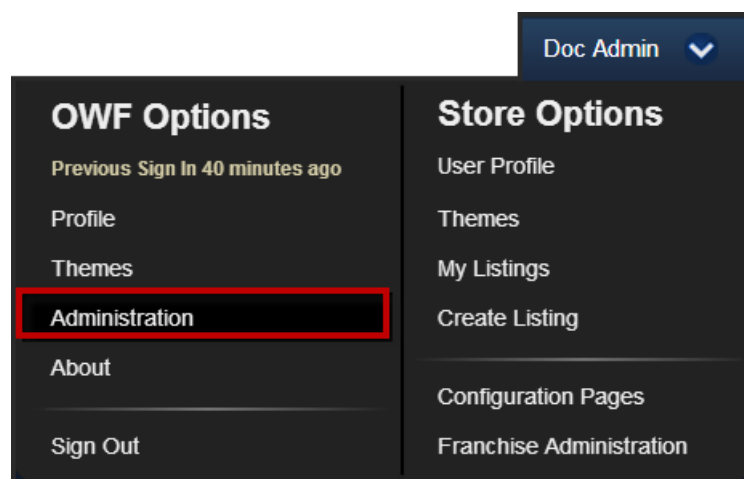 Doc Admin
OWF Options
Previous Sign In 40 minutes ago
Profile
Themes
Administration
About
Sign Out
Store Options
User Profile
Themes
My Listings
Create Listing
Configuration Pages
Franchise Administration